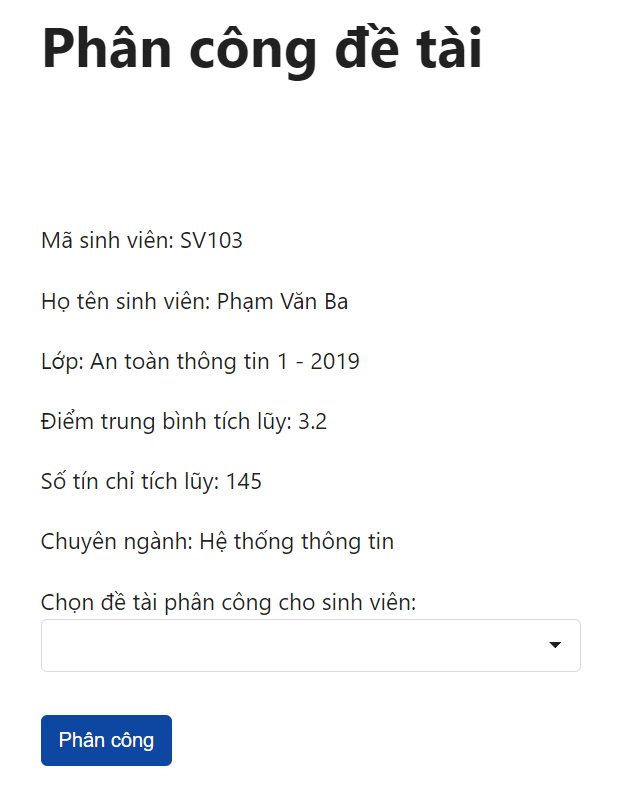 Phân công đề tài
Mã sinh viên: SV103
Họ tên sinh viên: Phạm Văn Ba
Lớp: An toàn thông tin 1 - 2019
Điểm trung bình tích lũy: 3.2
Số tín chỉ tích lũy: 145
Chuyên ngành: Hệ thống thông tin
Chọn đề tài phân công cho sinh viên:
Phân công